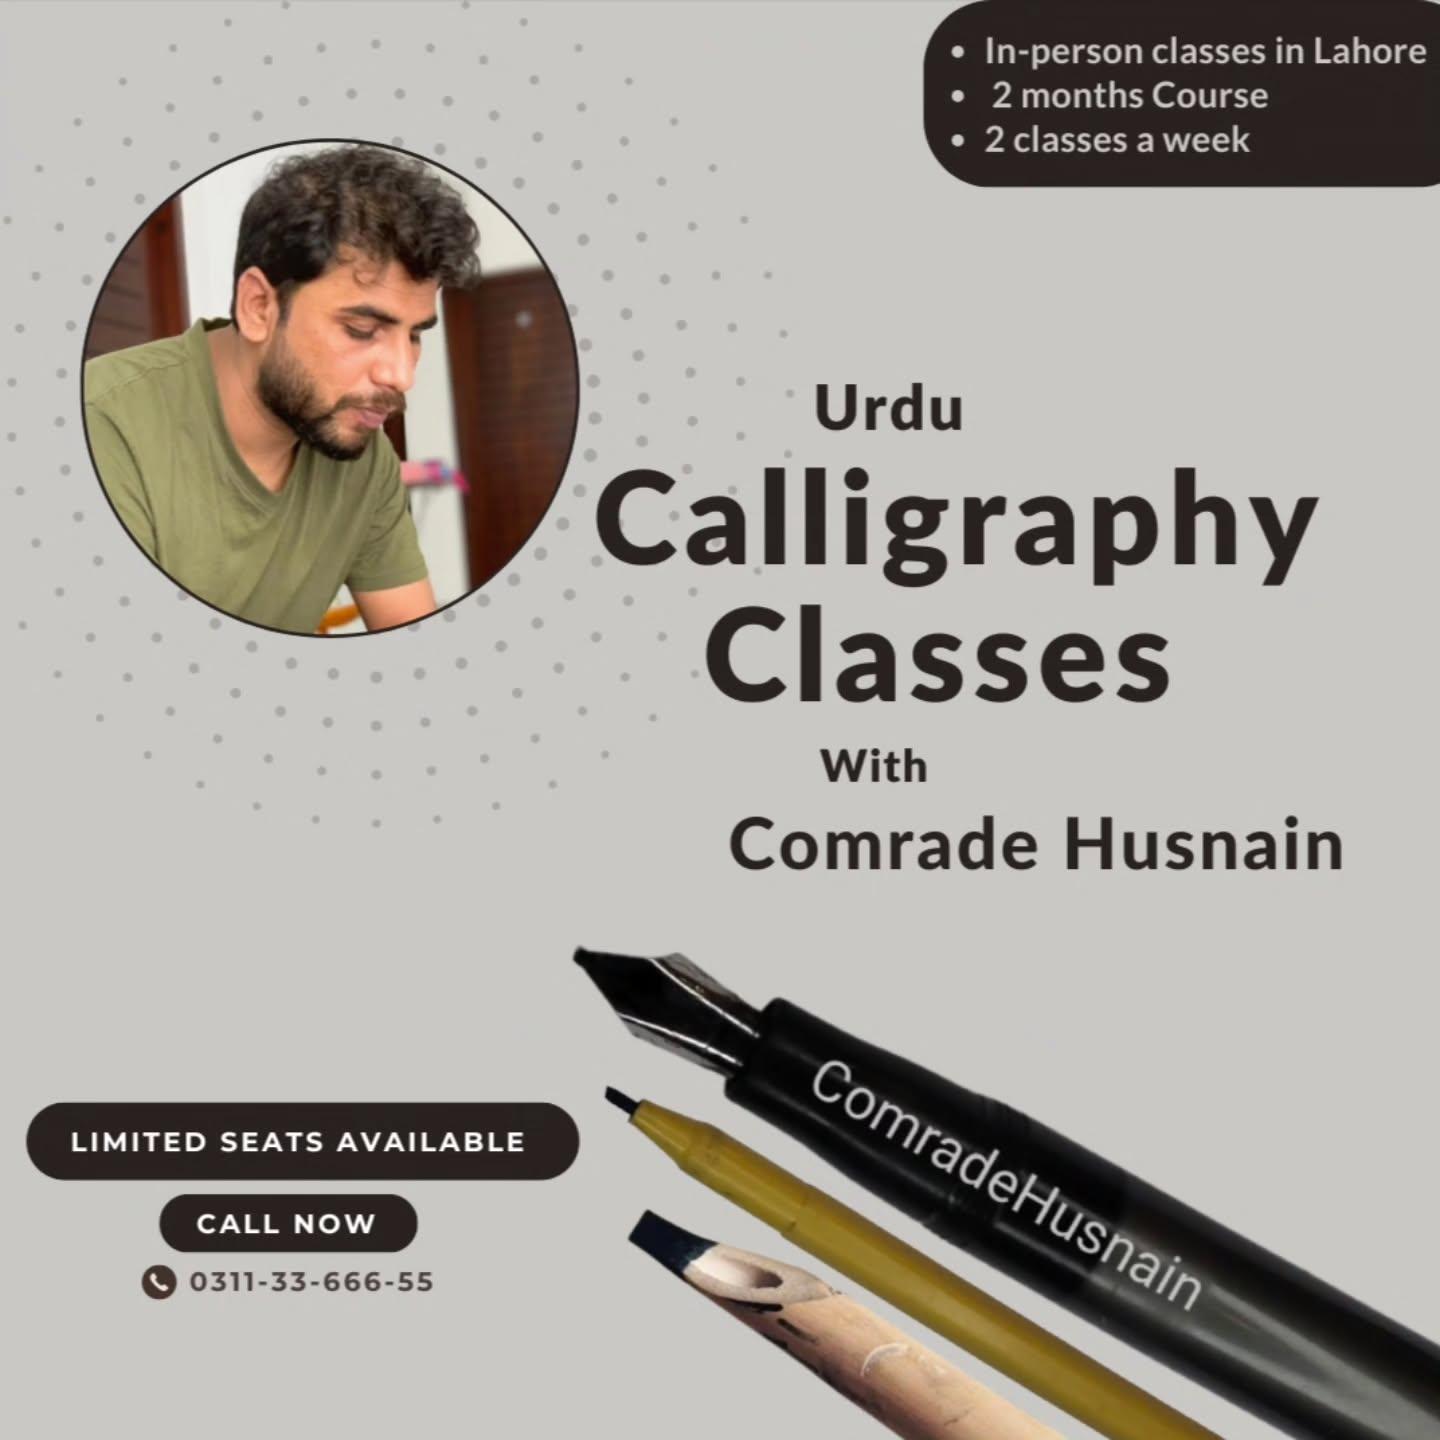 • In-person classes in Lahore
• 2 months Course
• 2 classes a week
Urdu
Calligraphy
Classes
With
Comrade Husnain
ComradeHusnain
LIMITED SEATS AVAILABLE
CALL NOW
0311-33-666-55